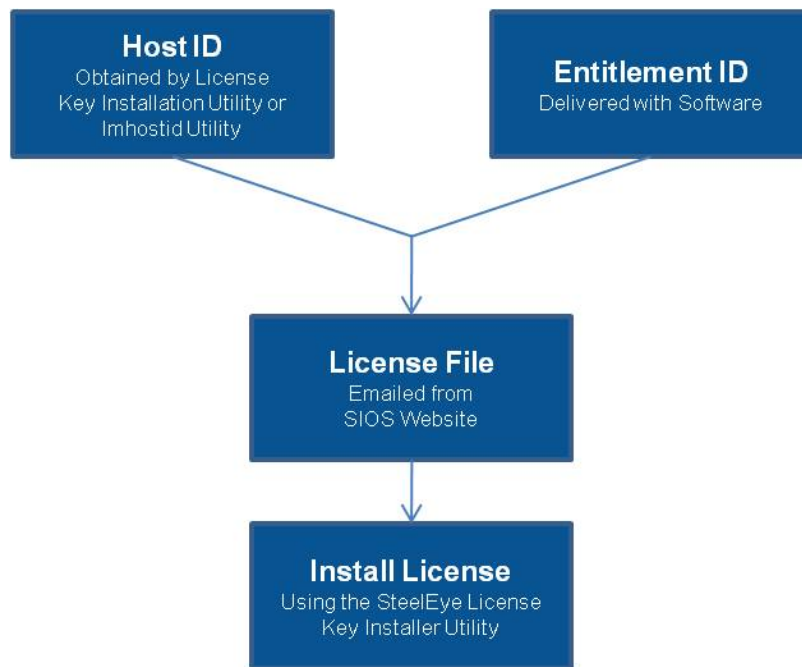 Host ID
Obtained by License
Key Installation Utility or
lmhostid Utility
Entitlement ID
Delivered with Software
License File
Emailed from
SIOS Website
Install License
Using the SteelEye License
Key Installer Utility